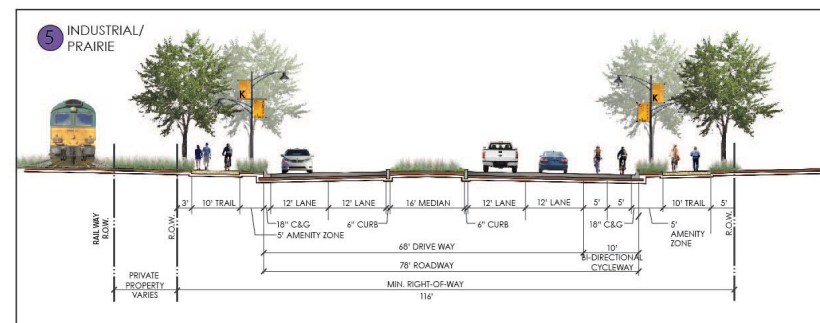 5 INDUSTRIAL/
PRAIRIE
K
K
3'
10' TRAIL
12' LANE
12' LANE
16' MEDIAN
12' LANE
12' LANE
5'
5'
10' TRAIL
5'
RAILWAY
R.O.W.
R.O.W.
18" C&G
5' AMENITY ZONE
6" CURB
6" CURB
18" C&G
5'
AMENITY
ZONE
R.O.W.
68' DRIVE WAY
10'
BI-DIRECTIONAL
CYCLEWAY
78' ROADWAY
PRIVATE
PROPERTY
VARIES
MIN. RIGHT-OF-WAY
116'